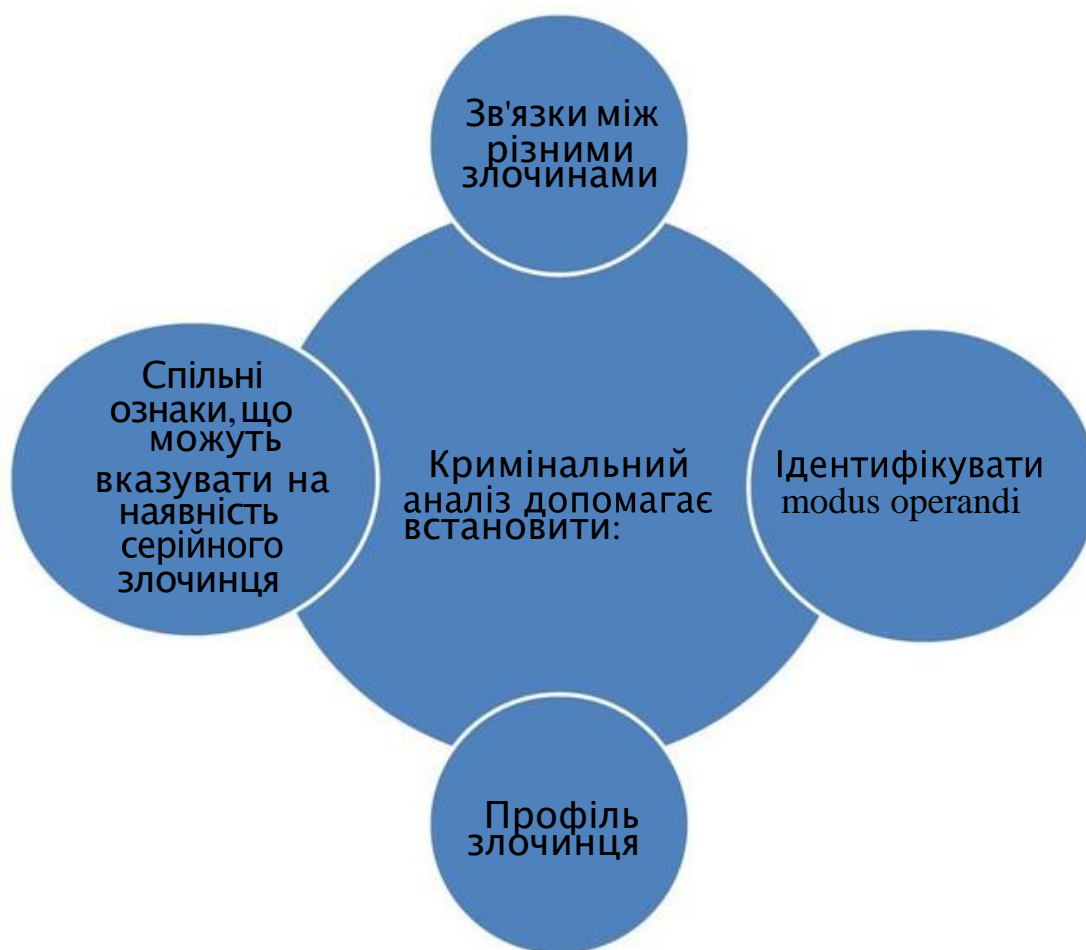 Зв'язки між
різними
злочинами
Спільні
ознаки, що
можуть
вказувати на
наявність
серійного
злочинця
Кримінальний
аналіз допомагає
встановити:
Ідентифікувати
modus operandi
Профіль
злочинця